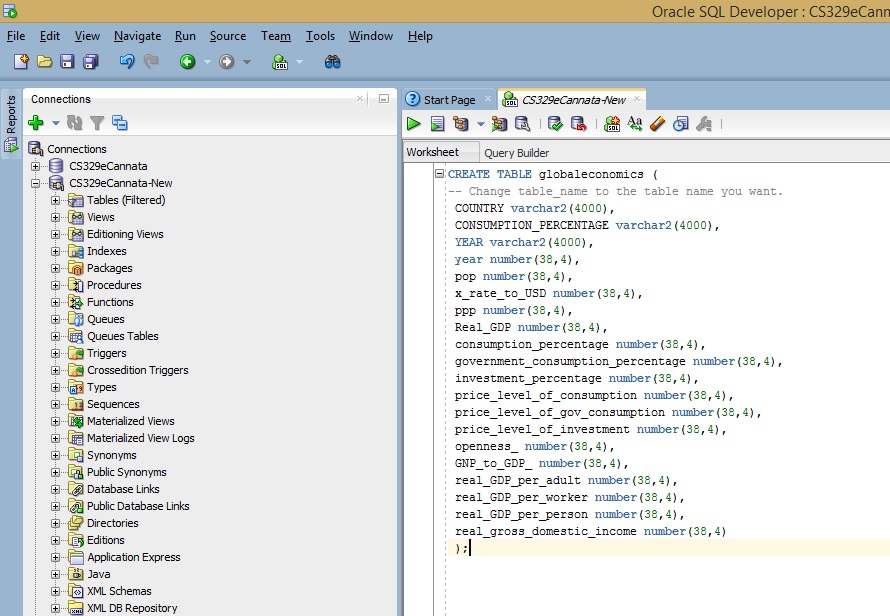 Oracle SQL Developer : CS329eCann
File Edit View Navigate Run Source Team Tools Window Help
Reports
Connections
Connections
CS329eCannata
CS329eCannata-New
Tables (Filtered)
Views
Editioning Views
Indexes
Packages
Procedures
Functions
Queues
Queues Tables
Triggers
Crossedition Triggers
Types
Sequences
Materialized Views
Materialized View Logs
Synonyms
Public Synonyms
Database Links
Public Database Links
Directories
Editions
Application Express
Java
XML Schemas
XML DB Repository
Start Page CS329eCannata-New
Worksheet Query Builder
CREATE TABLE globaleconomics (
-- Change table_name to the table name you want.
COUNTRY varchar2(4000),
CONSUMPTION_PERCENTAGE varchar2(4000),
YEAR varchar2(4000),
year number(38,4),
pop number(38,4),
x_rate_to_USD number(38,4),
ppp number(38,4),
Real_GDP number(38,4),
consumption_percentage number(38,4),
government_consumption_percentage number(38,4),
investment_percentage number(38,4),
price_level_of_consumption number(38,4),
price_level_of_gov_consumption number(38,4),
price_level_of_investment number(38,4),
openness_ number(38,4),
GNP_to_GDP_ number(38,4),
real_GDP_per_adult number(38,4),
real_GDP_per_worker number(38,4),
real_GDP_per_person number(38,4),
real_gross_domestic_income number(38,4)
);